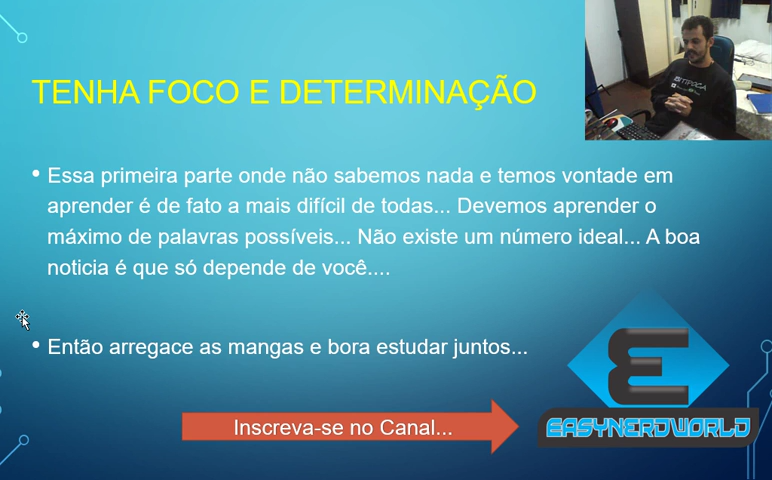 TENHA FOCO E DETERMINAÇÃO
• Essa primeira parte onde não sabemos nada e temos vontade em
aprender é de fato a mais difícil de todas... Devemos aprender o
máximo de palavras possíveis... Não existe um número ideal... A boa
noticia é que só depende de você....
• Então arregace as mangas e bora estudar juntos...
Inscreva-se no Canal...
E
EASYNERDWORLD